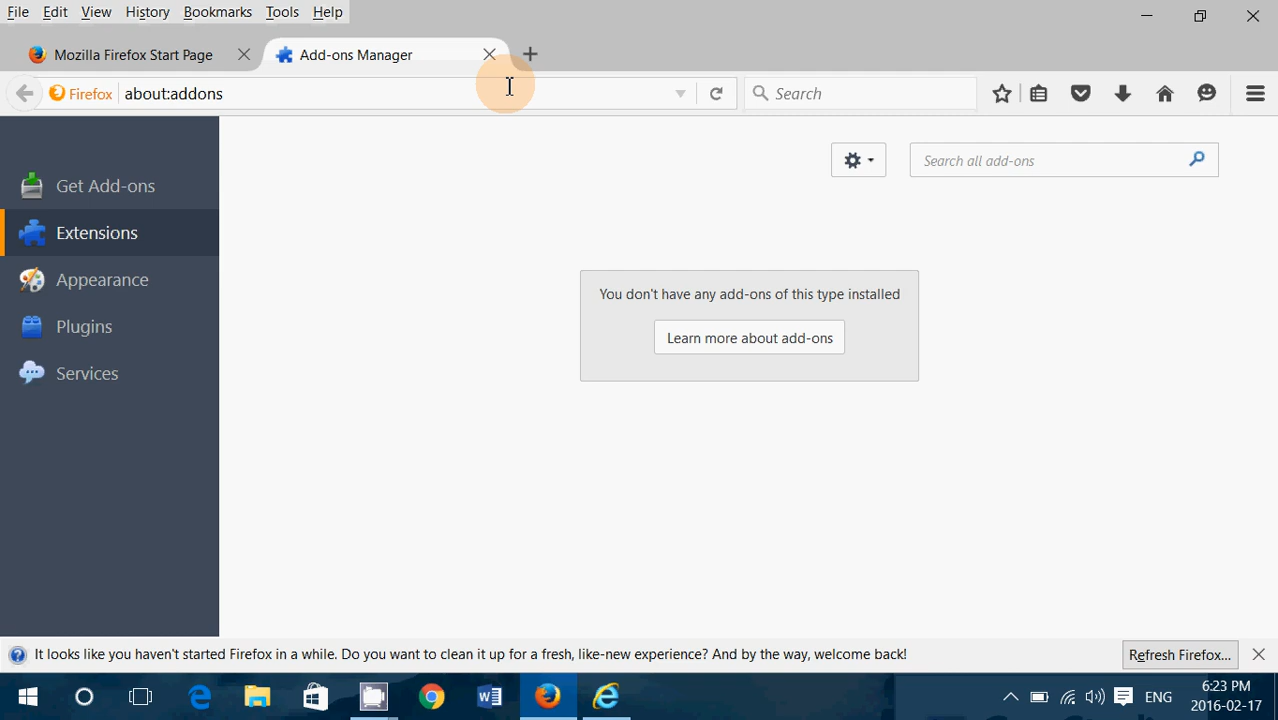 File Edit View History Bookmarks Tools Help
Mozilla Firefox Start Page Add-ons Manager
Firefox about:addons Search
Search all add-ons
Get Add-ons
Extensions
Appearance
Plugins
Services
You don't have any add-ons of this type installed
Learn more about add-ons
It looks like you haven't started Firefox in a while. Do you want to clean it up for a fresh, like-new experience? And by the way, welcome back! Refresh Firefox...
ENG 6:23 PM
2016-02-17